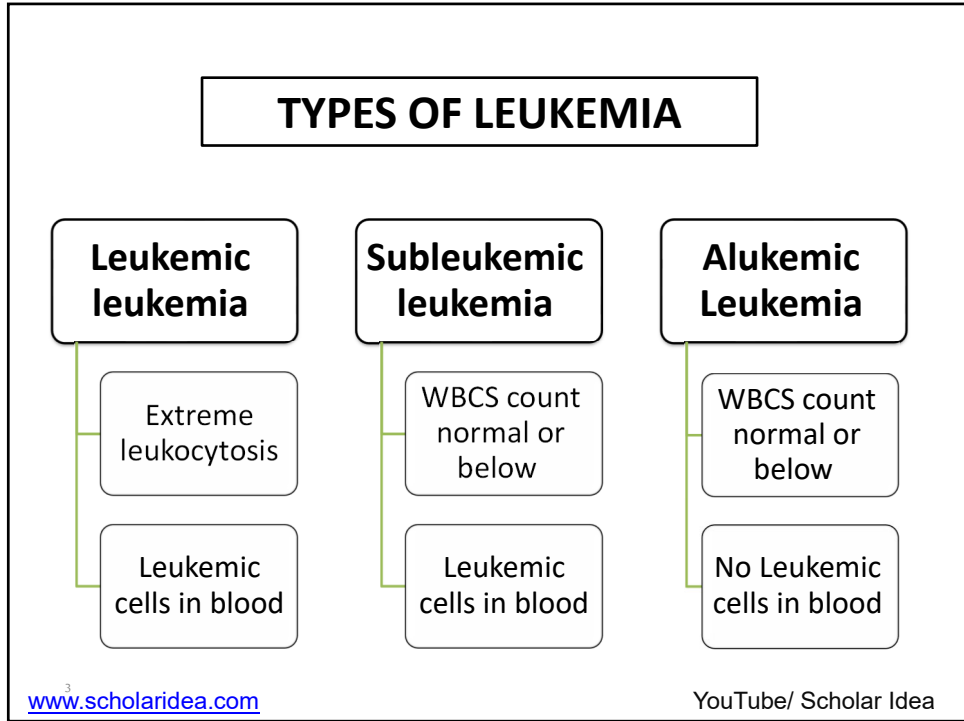 TYPES OF LEUKEMIA
Leukemic
leukemia
Extreme
leukocytosis
Leukemic
cells in blood
Subleukemic
leukemia
WBCS count
normal or
below
Leukemic
cells in blood
Alukemic
Leukemia
WBCS count
normal or
below
No Leukemic
cells in blood
3
www.scholaridea.com
YouTube/ Scholar Idea